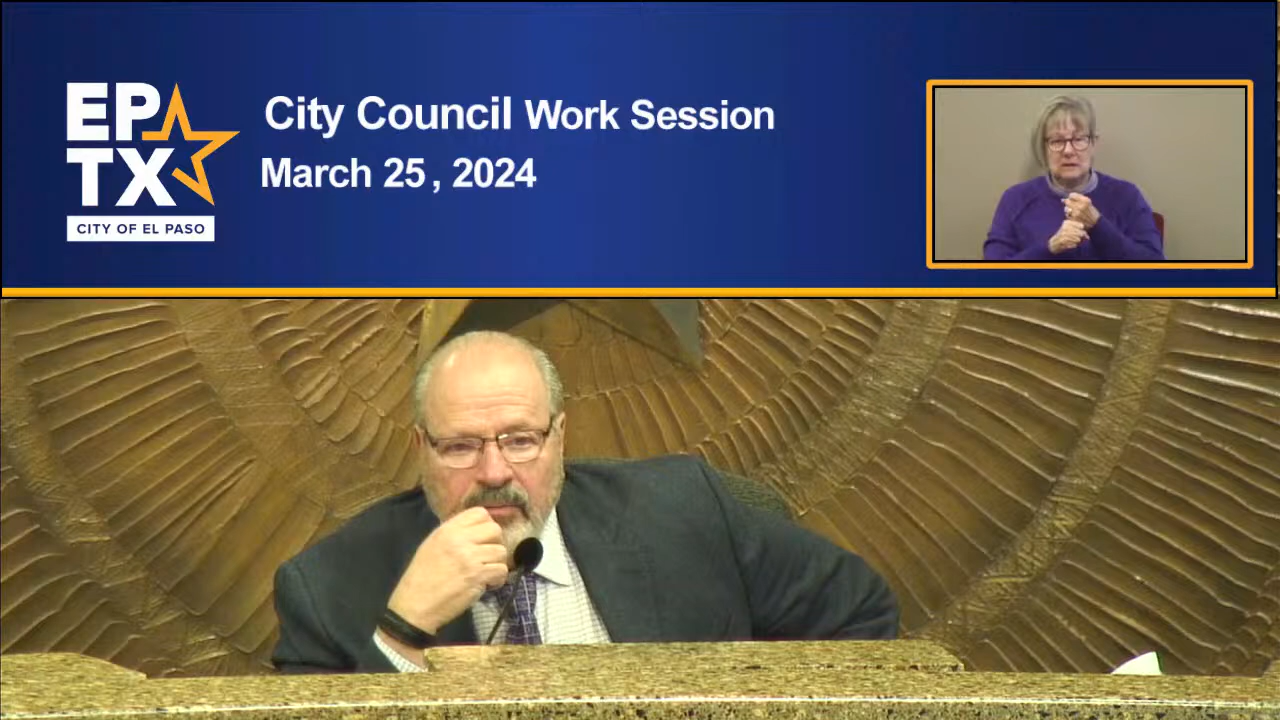 EP
TX
CITY OF EL PASO
City Council Work Session
March 25, 2024